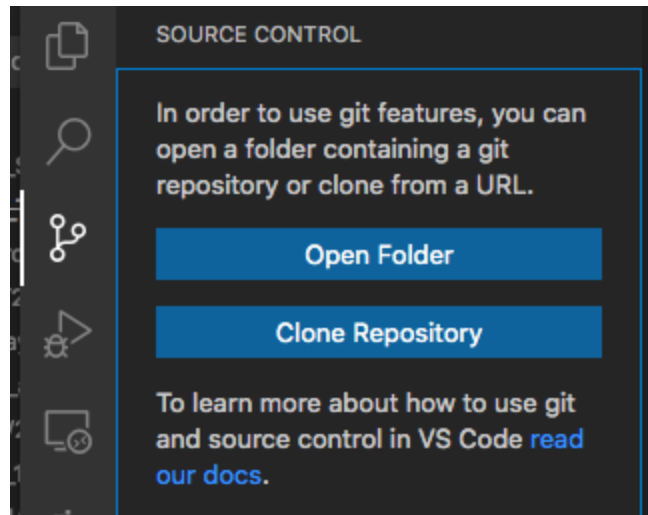 SOURCE CONTROL
In order to use git features, you can
open a folder containing a git
repository or clone from a URL.
Open Folder
Clone Repository
To learn more about how to use git
and source control in VS Code read
our docs.